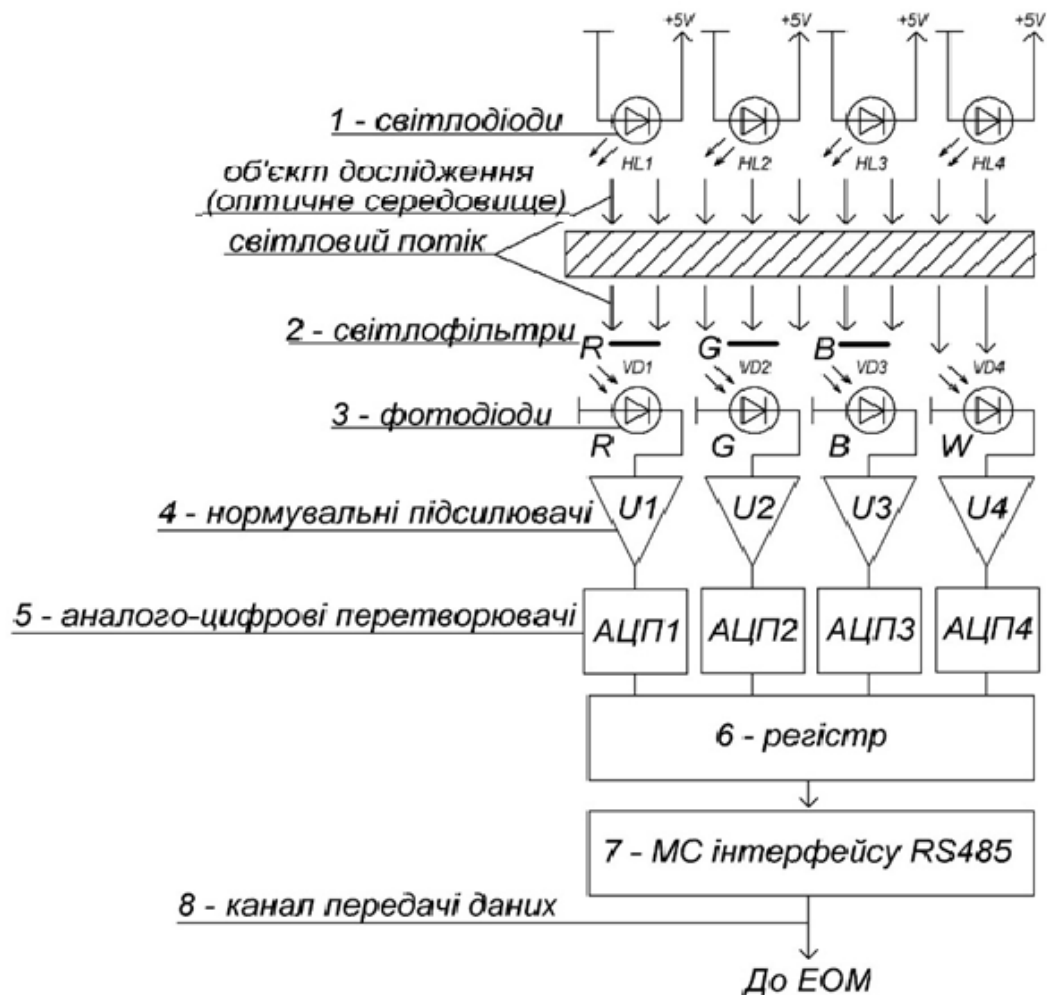 +5V +5V +5V +5V
1 - світлодіоди
HL1 HL2 HL3 HL4
об'єкт дослідження
(оптичне середовище)
світловий потік
2 - світлофільтри
R G B
VD1 VD2 VD3 VD4
3 - фотодіоди
R G B W
4 - нормувальні підсилювачі
U1 U2 U3 U4
5 - аналого-цифрові перетворювачі
АЦП1 АЦП2 АЦП3 АЦП4
6 - регістр
7 - МС інтерфейсу RS485
8 - канал передачі даних
До ЕОМ